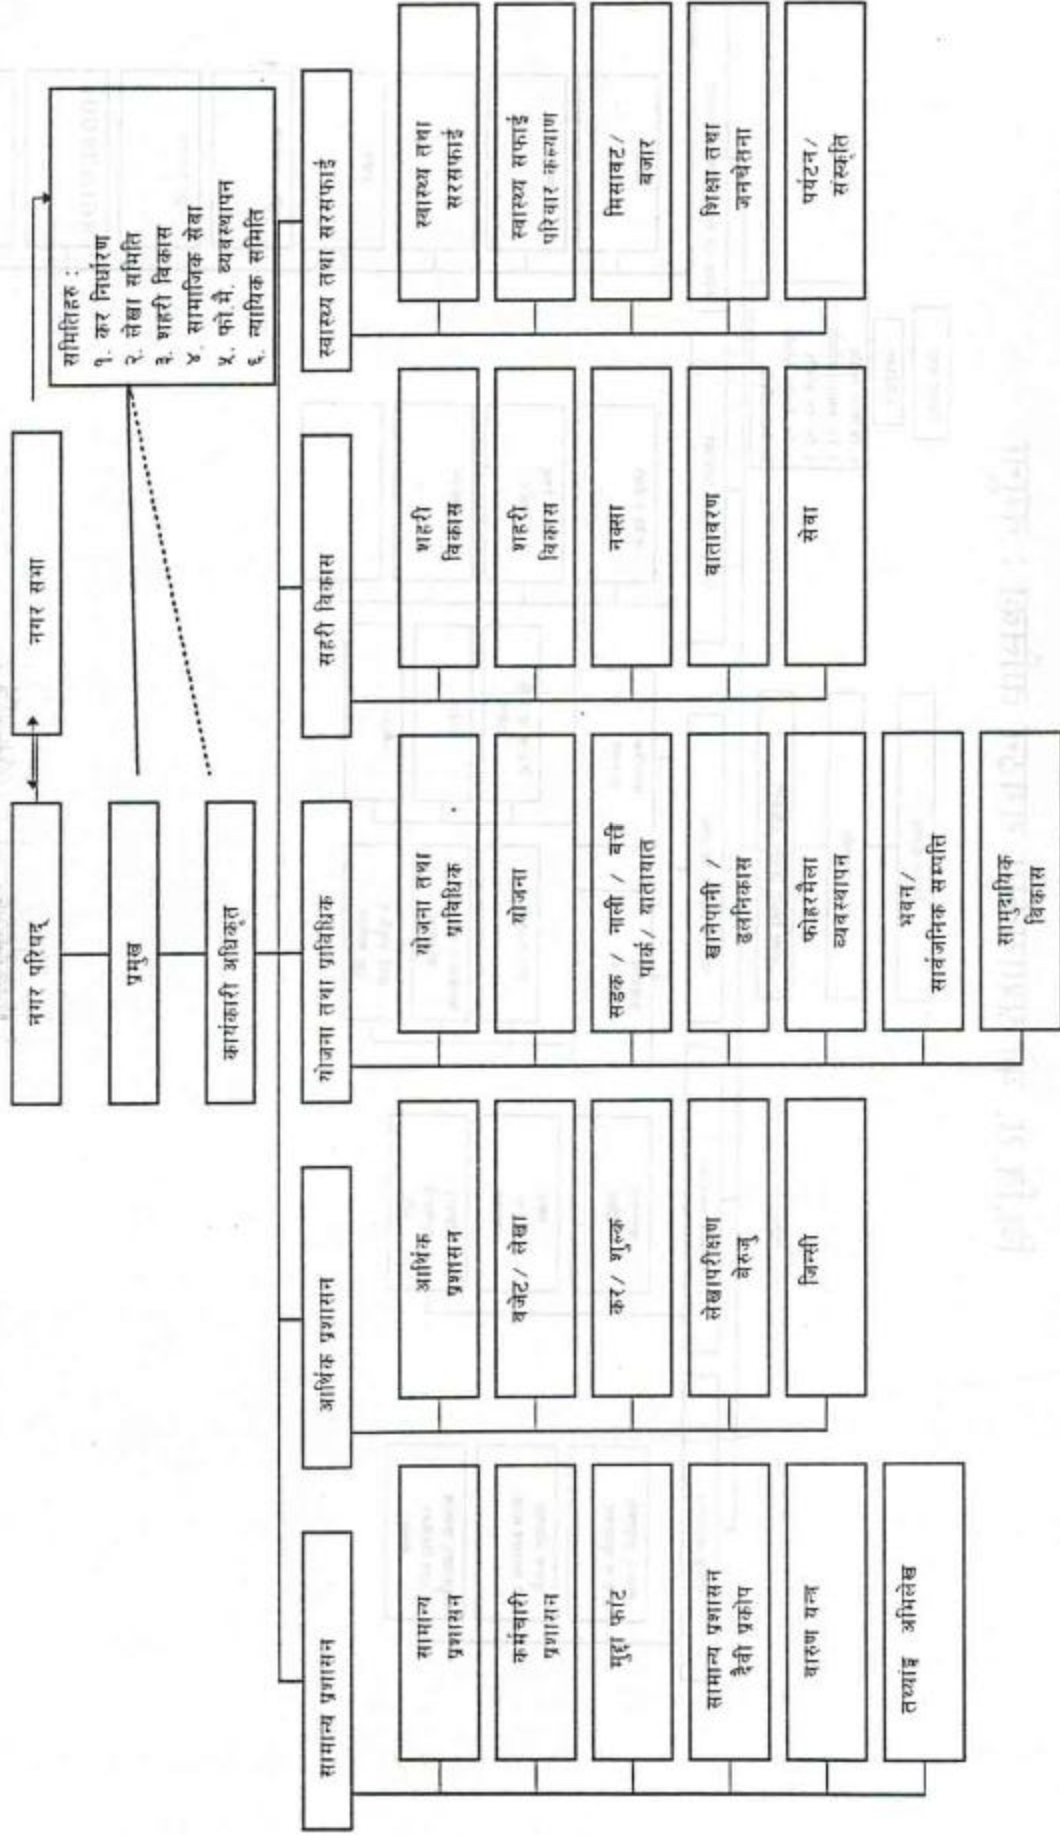 नगर परिषद्
नगर सभा
समितिहरु :
१. कर निर्धारण
२. लेखा समिति
३. शहरी विकास
४. सामाजिक सेवा
५. फो.मै. व्यवस्थापन
६. न्यायिक समिति
प्रमुख
कार्यकारी अधिकृत
सामान्य प्रशासन
आर्थिक प्रशासन
योजना तथा प्राविधिक
सहरी विकास
स्वास्थ्य तथा सरसफाई
सामान्य
प्रशासन
कर्मचारी
प्रशासन
मुद्दा फांट
सामान्य प्रशासन
दैवी प्रकोप
वारुण यन्त्र
तथ्यांङ्क अभिलेख
आर्थिक
प्रशासन
बजेट/ लेखा
कर/ शुल्क
लेखापरीक्षण
बेरुजु
जिन्सी
योजना तथा
प्राविधिक
योजना
सडक / नाली / बत्ती
पार्क/ यातायात
खानेपानी /
ढलनिकास
फोहरमैला
व्यवस्थापन
भवन/
सार्वजनिक सम्पत्ति
सामुदायिक
विकास
शहरी
विकास
शहरी
विकास
नक्सा
वातावरण
सेवा
स्वास्थ्य तथा
सरसफाई
स्वास्थ्य सफाई
परिवार कल्याण
मिसावट/
बजार
शिक्षा तथा
जनचेतना
पर्यटन/
संस्कृति